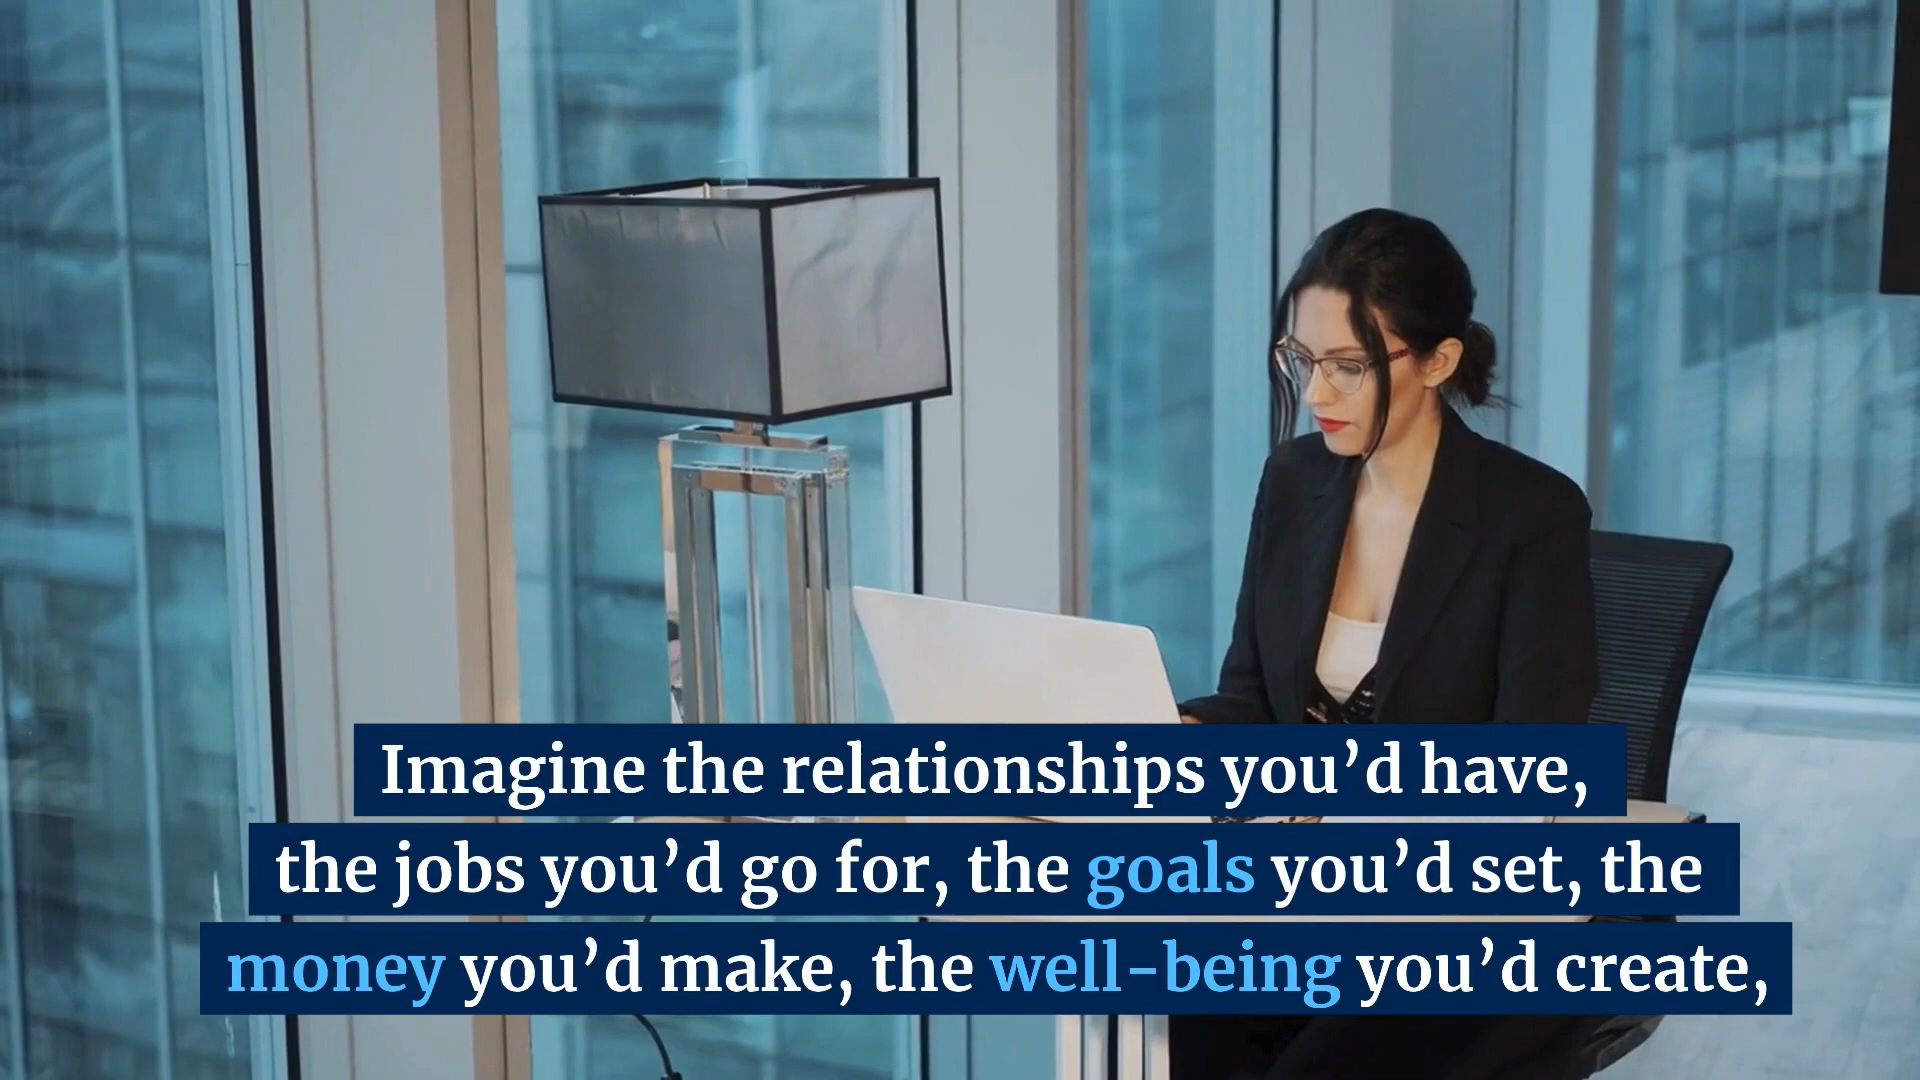 Imagine the relationships you’d have,
the jobs you’d go for, the goals you’d set, the
money you’d make, the well-being you’d create,